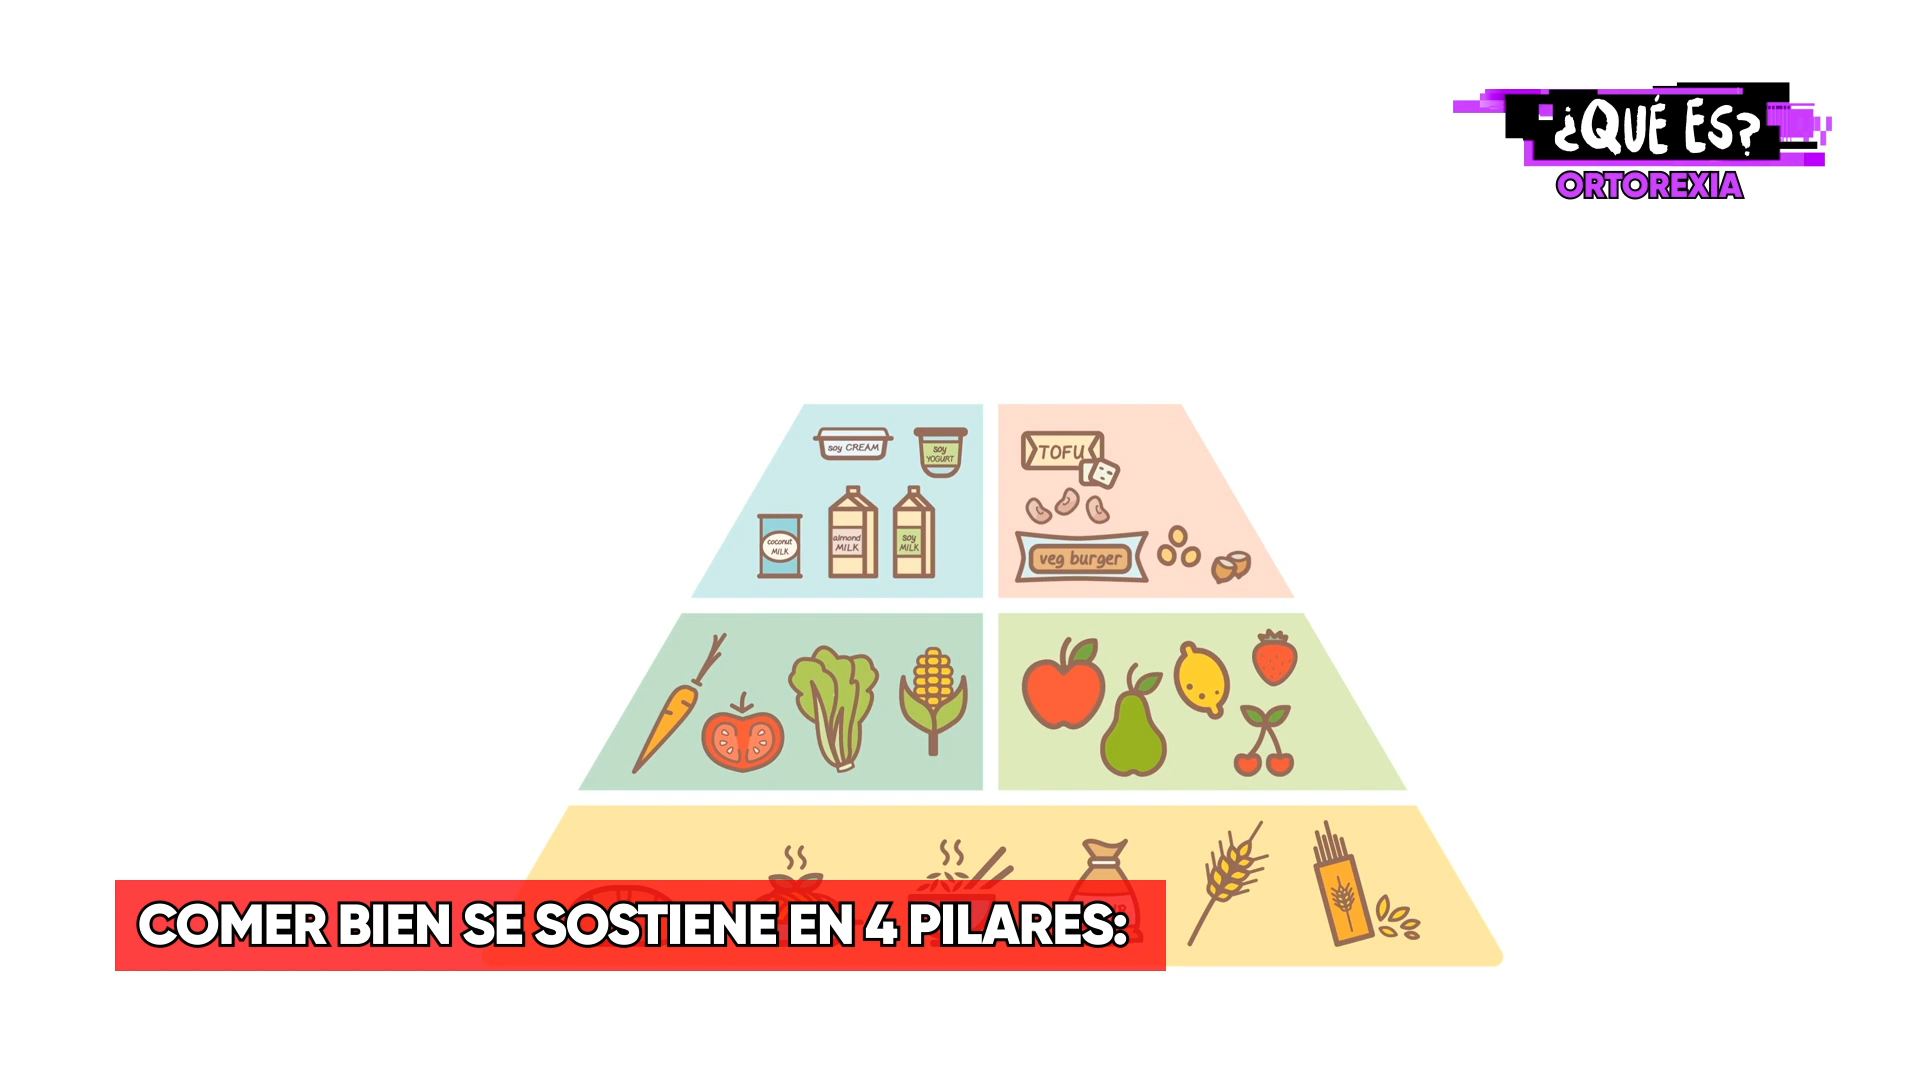 ¿QUÉ ES?
ORTOREXIA
soy CREAM
soy
YOGURT
TOFU
coconut
MILK
almond
MILK
soy
MILK
veg burger
COMER BIEN SE SOSTIENE EN 4 PILARES: